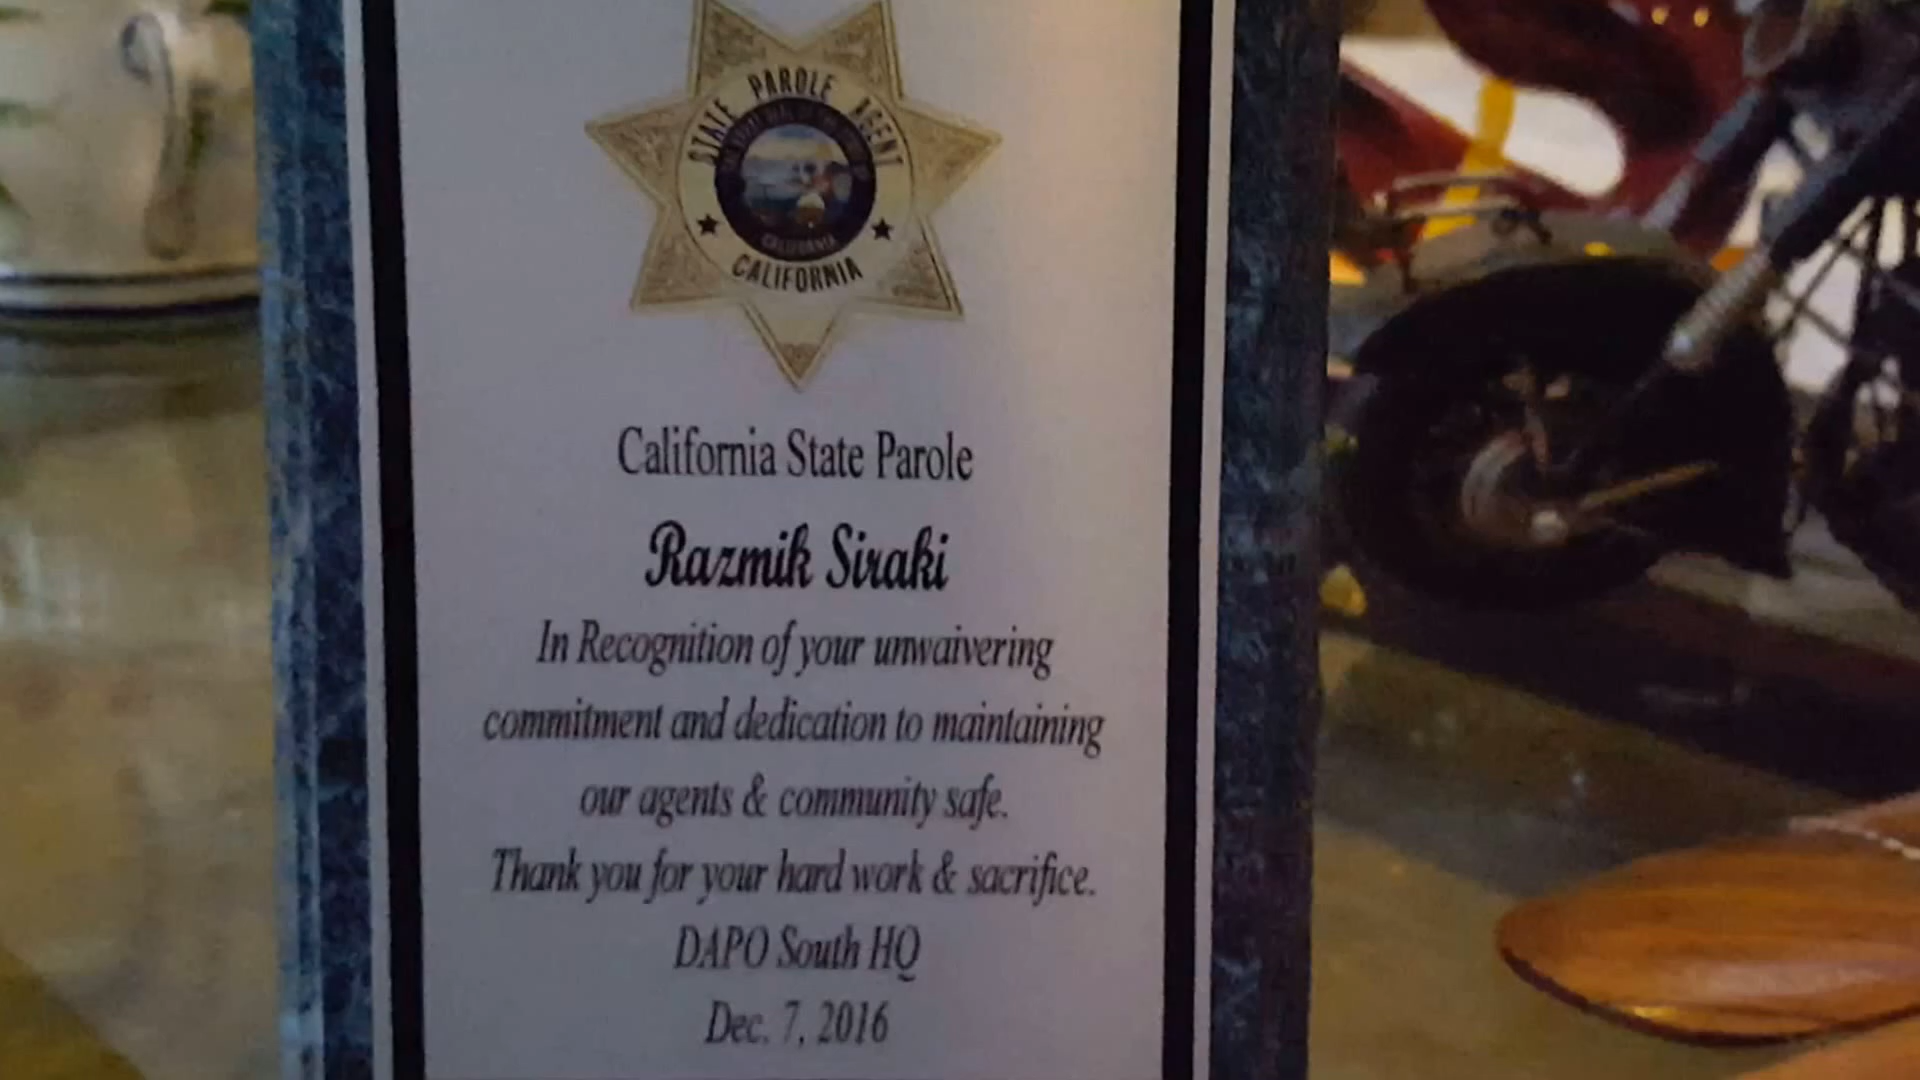 STATE PAROLE AGENT
CALIFORNIA
CALIFORNIA
California State Parole
Razmik Siraki
In Recognition of your unwaivering
commitment and dedication to maintaining
our agents & community safe.
Thank you for your hard work & sacrifice.
DAPO South HQ
Dec. 7, 2016